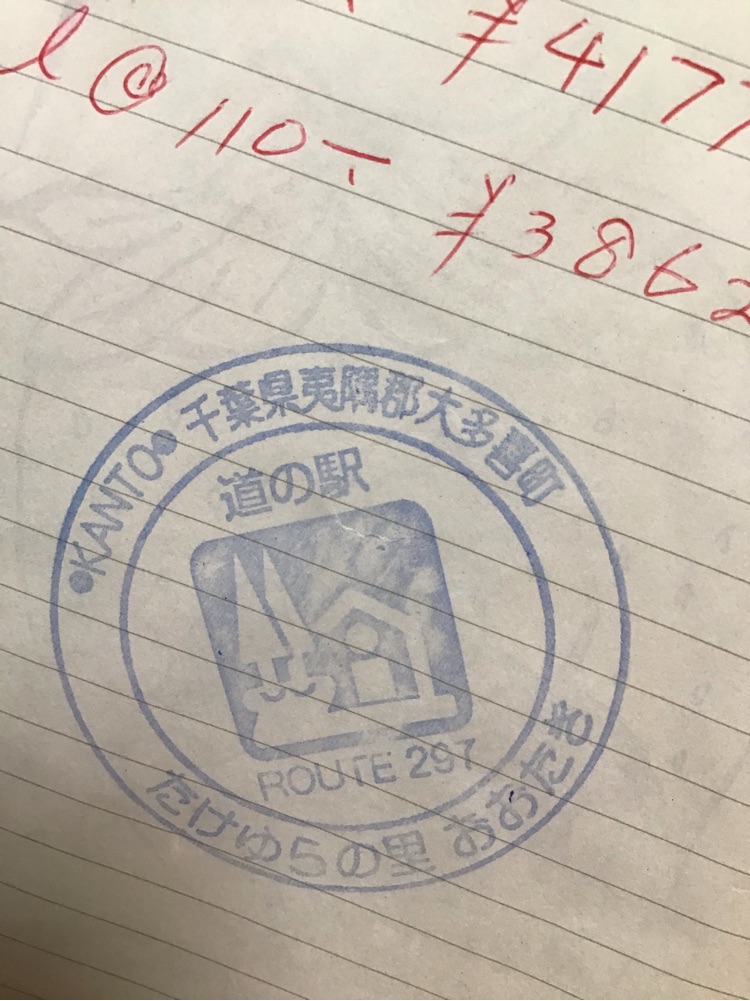 ¥4177
l @110- ¥3862
●KANTO● 千葉県夷隅郡大多喜町
道の駅
ROUTE 297
たけゆらの里 おおたき